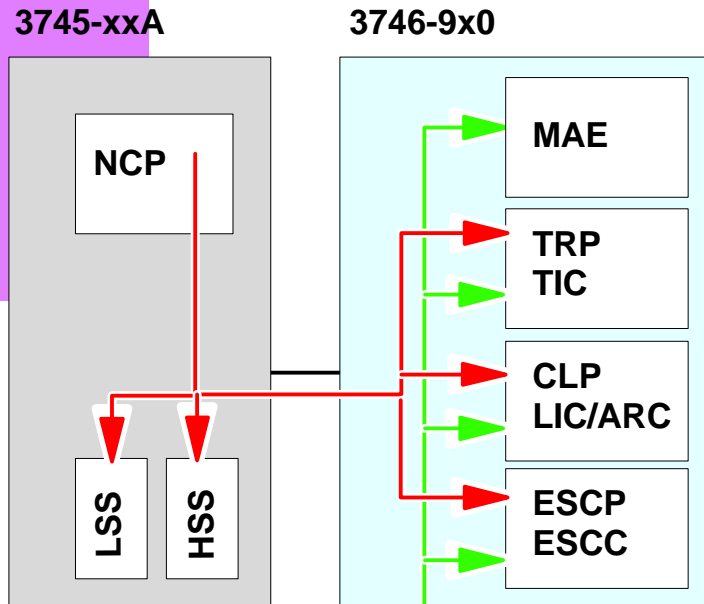 3745-xxA
3746-9x0
NCP
MAE
TRP
TIC
CLP
LIC/ARC
LSS
HSS
ESCP
ESCC